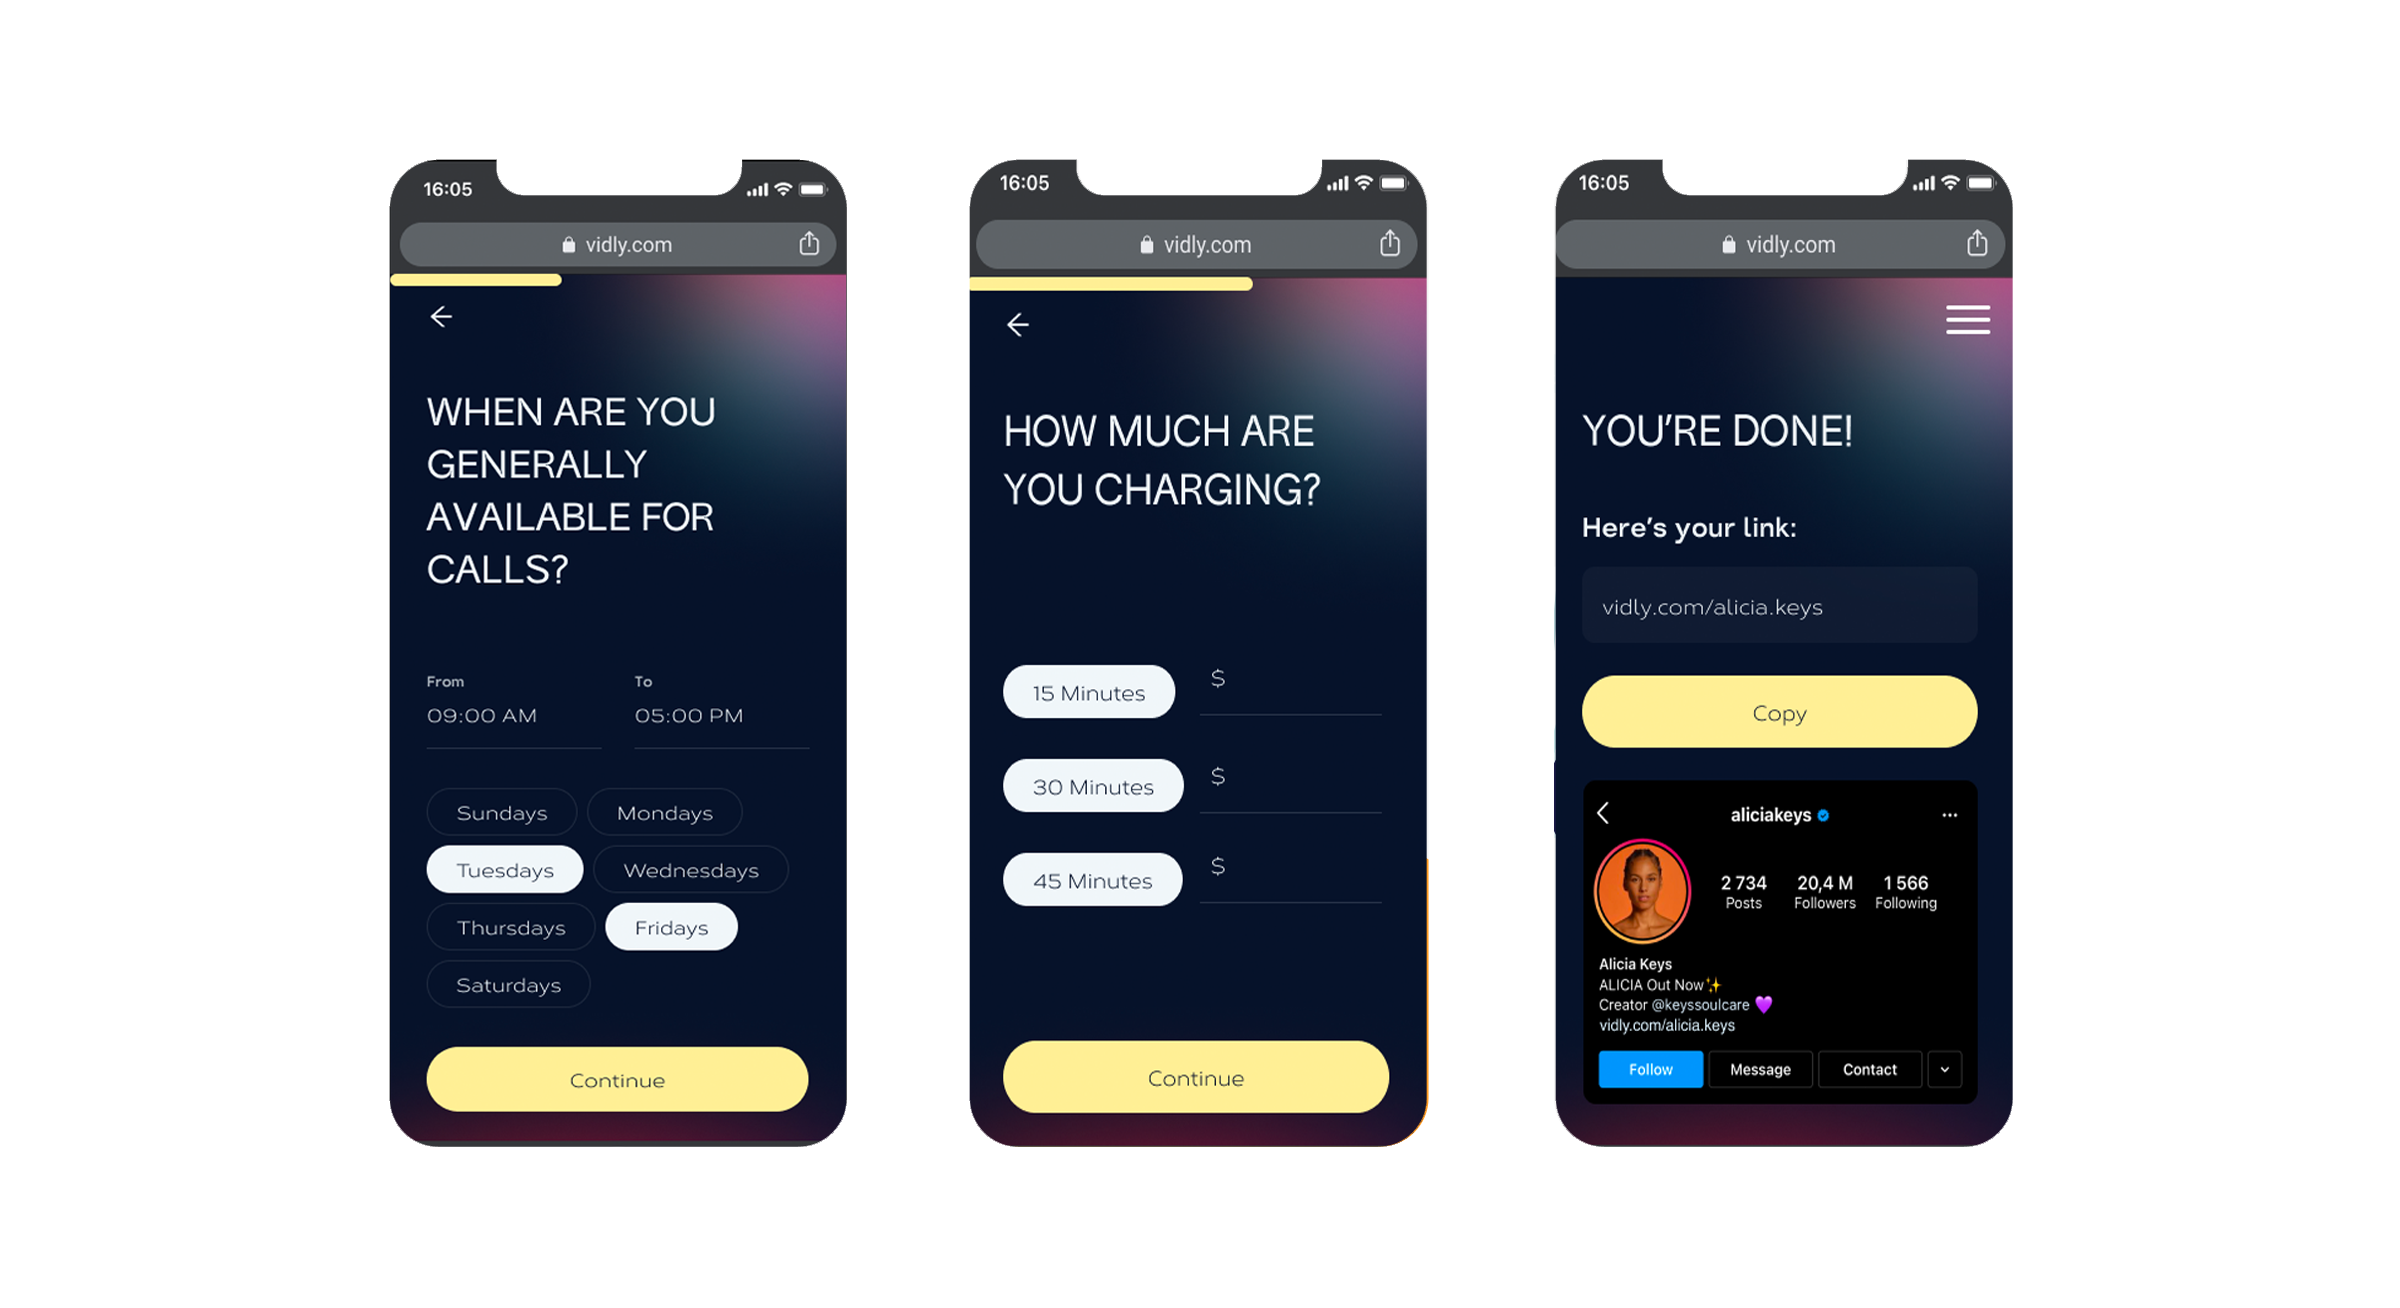 16:05
vidly.com
WHEN ARE YOU
GENERALLY
AVAILABLE FOR
CALLS?
From To
09:00 AM 05:00 PM
Sundays Mondays
Tuesdays Wednesdays
Thursdays Fridays
Saturdays
Continue
16:05
vidly.com
HOW MUCH ARE
YOU CHARGING?
15 Minutes $
30 Minutes $
45 Minutes $
Continue
16:05
vidly.com
YOU’RE DONE!
Here’s your link:
vidly.com/alicia.keys
Copy
aliciakeys
2 734 20,4 M 1 566
Posts Followers Following
Alicia Keys
ALICIA Out Now✨
Creator @keyssoulcare 💜
vidly.com/alicia.keys
Follow Message Contact